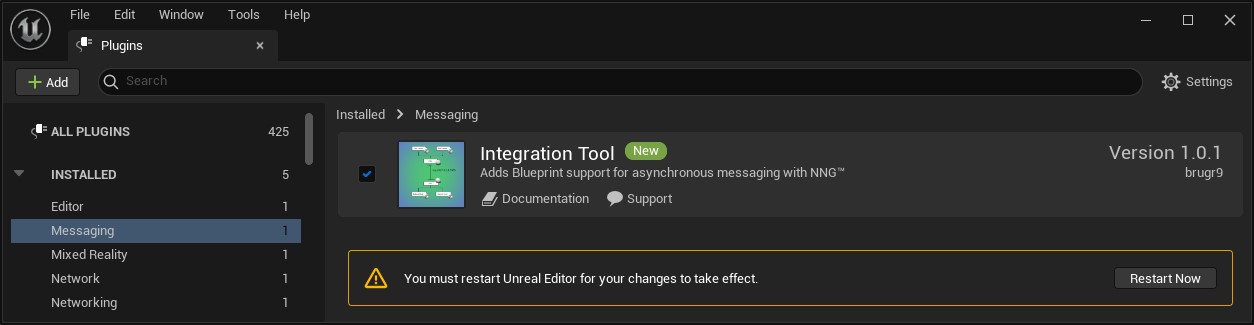 File Edit Window Tools Help
Plugins
Add
Search
Settings
Installed > Messaging
ALL PLUGINS 425
INSTALLED 5
Editor 1
Messaging 1
Mixed Reality 1
Network 1
Networking 1
Integration Tool New
Version 1.0.1
Adds Blueprint support for asynchronous messaging with NNG™
brugr9
Documentation Support
You must restart Unreal Editor for your changes to take effect.
Restart Now